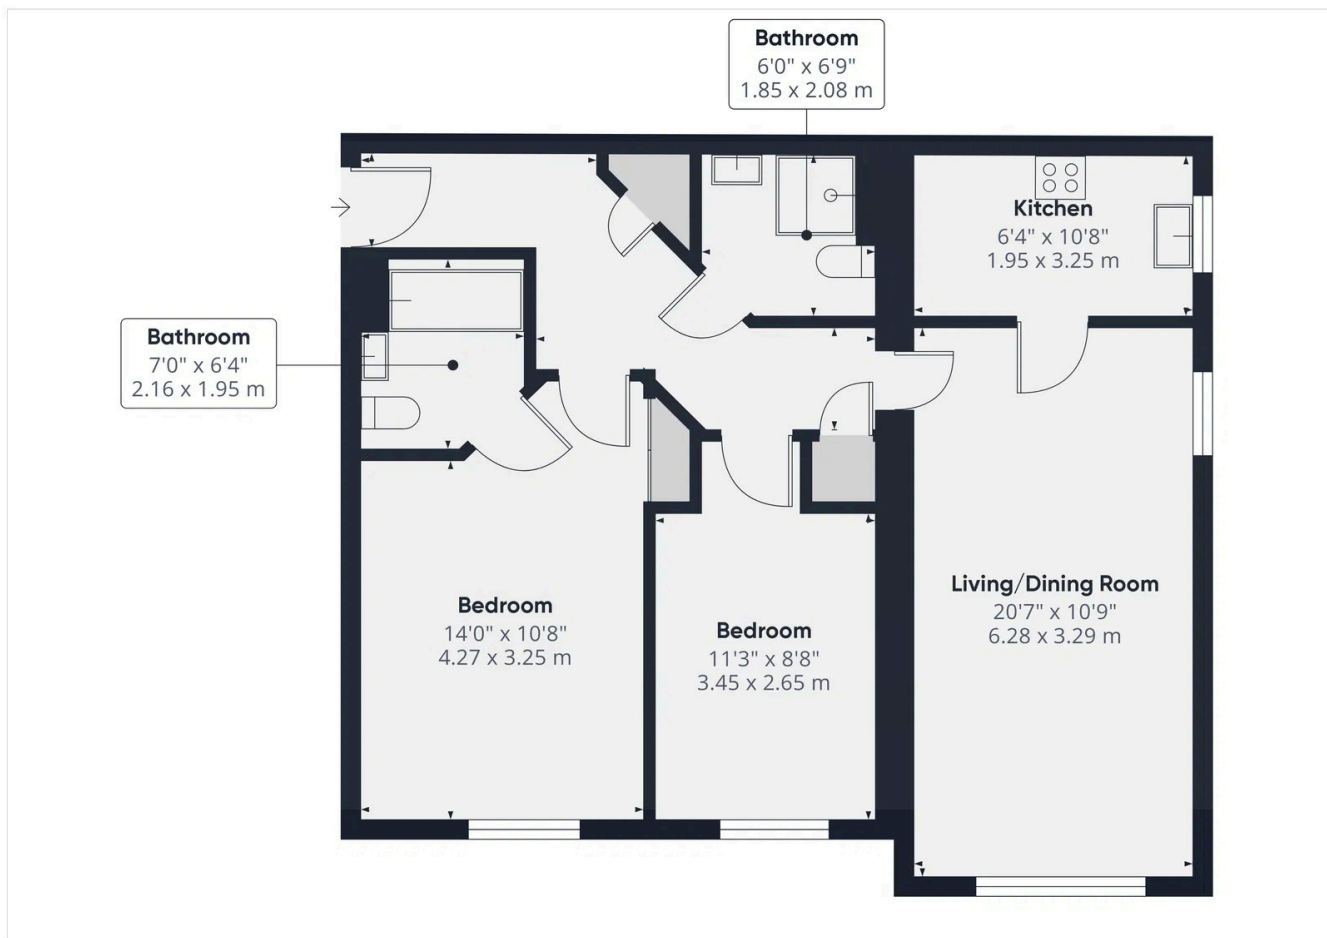 Bathroom
6'0" x 6'9"
1.85 x 2.08 m
Kitchen
6'4" x 10'8"
1.95 x 3.25 m
Bathroom
7'0" x 6'4"
2.16 x 1.95 m
Bedroom
14'0" x 10'8"
4.27 x 3.25 m
Bedroom
11'3" x 8'8"
3.45 x 2.65 m
Living/Dining Room
20'7" x 10'9"
6.28 x 3.29 m